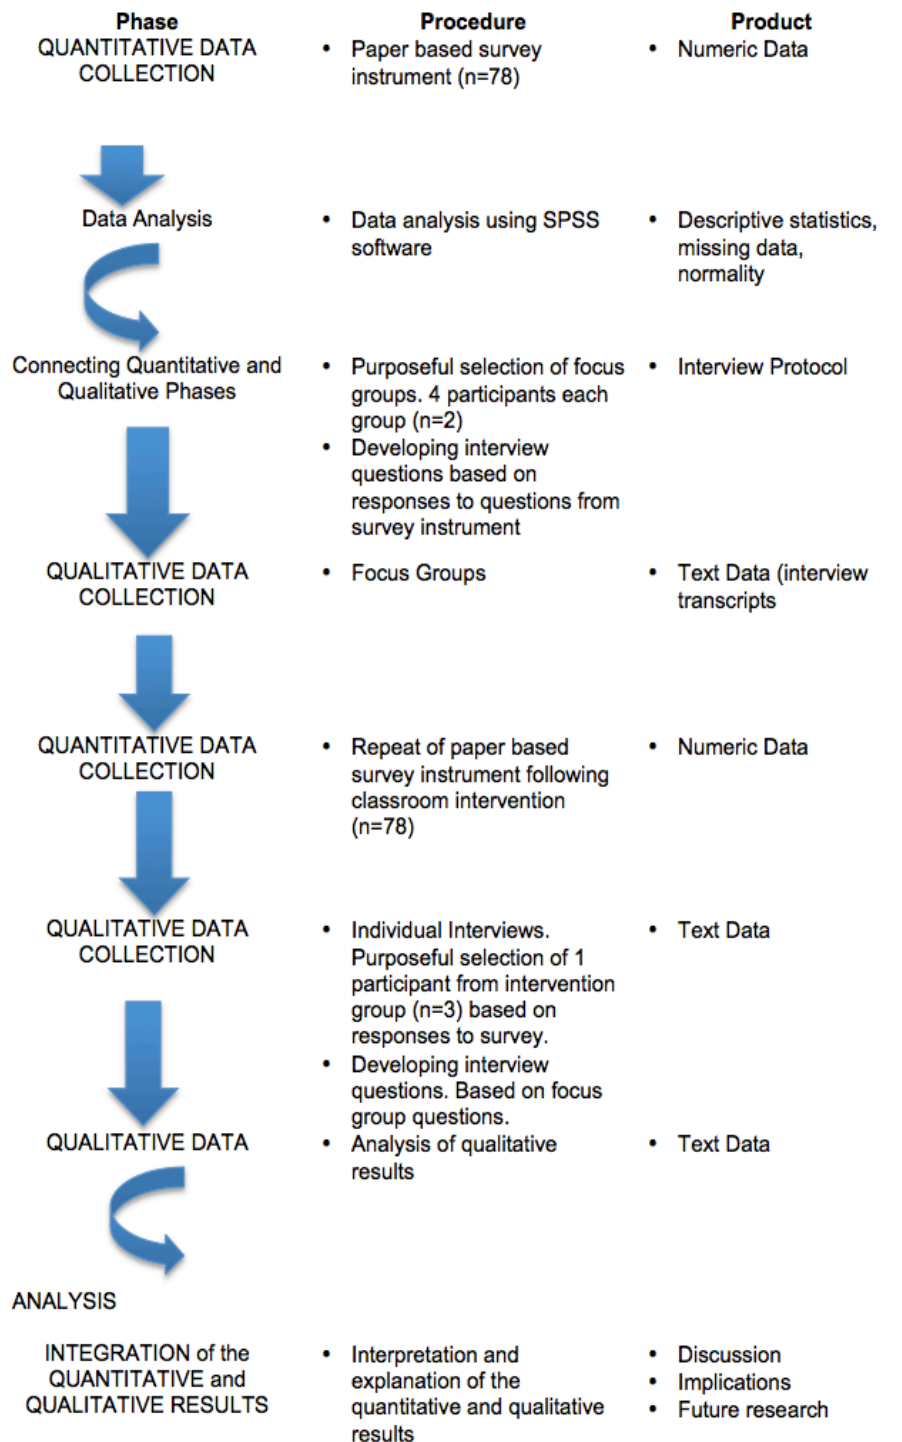 Phase
Procedure
Product
QUANTITATIVE DATA
COLLECTION
• Paper based survey
instrument (n=78)
• Numeric Data
Data Analysis
• Data analysis using SPSS
software
• Descriptive statistics,
missing data,
normality
Connecting Quantitative and
Qualitative Phases
• Purposeful selection of focus
groups. 4 participants each
group (n=2)
• Developing interview
questions based on
responses to questions from
survey instrument
• Interview Protocol
QUALITATIVE DATA
COLLECTION
• Focus Groups
• Text Data (interview
transcripts
QUANTITATIVE DATA
COLLECTION
• Repeat of paper based
survey instrument following
classroom intervention
(n=78)
• Numeric Data
QUALITATIVE DATA
COLLECTION
• Individual Interviews.
Purposeful selection of 1
participant from intervention
group (n=3) based on
responses to survey.
• Developing interview
questions. Based on focus
group questions.
• Text Data
QUALITATIVE DATA
• Analysis of qualitative
results
• Text Data
ANALYSIS
INTEGRATION of the
QUANTITATIVE and
QUALITATIVE RESULTS
• Interpretation and
explanation of the
quantitative and qualitative
results
• Discussion
• Implications
• Future research